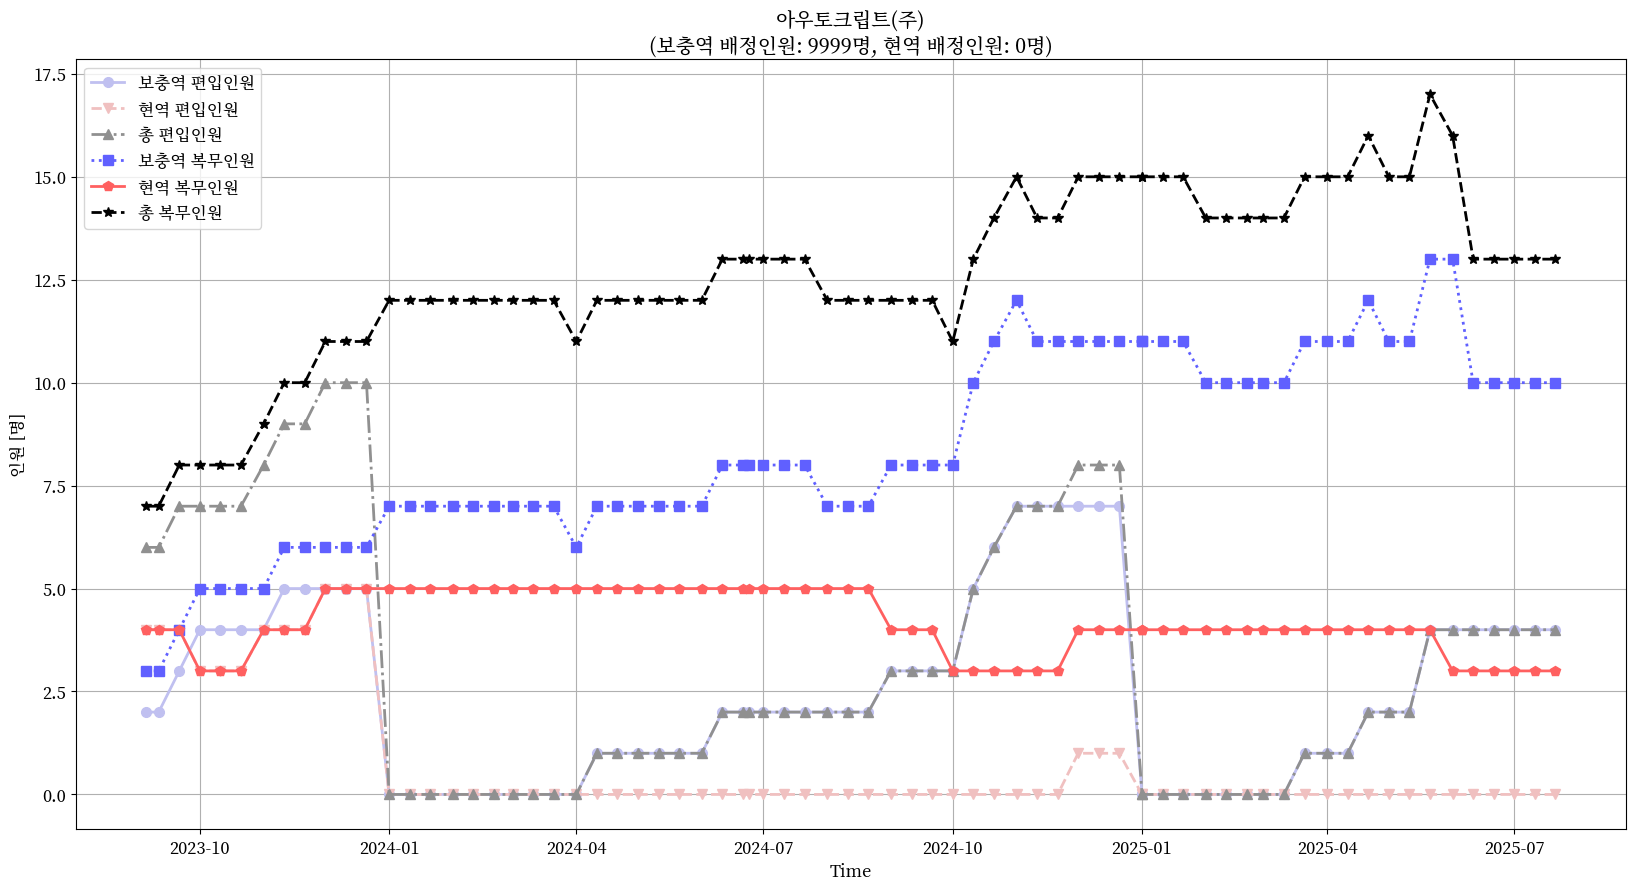 아우토크립트(주)
(보충역 배정인원: 9999명, 현역 배정인원: 0명)
보충역 편입인원
현역 편입인원
총 편입인원
보충역 복무인원
현역 복무인원
총 복무인원
17.5
15.0
12.5
10.0
7.5
5.0
2.5
0.0
인원 [명]
2023-10
2024-01
2024-04
2024-07
2024-10
2025-01
2025-04
2025-07
Time